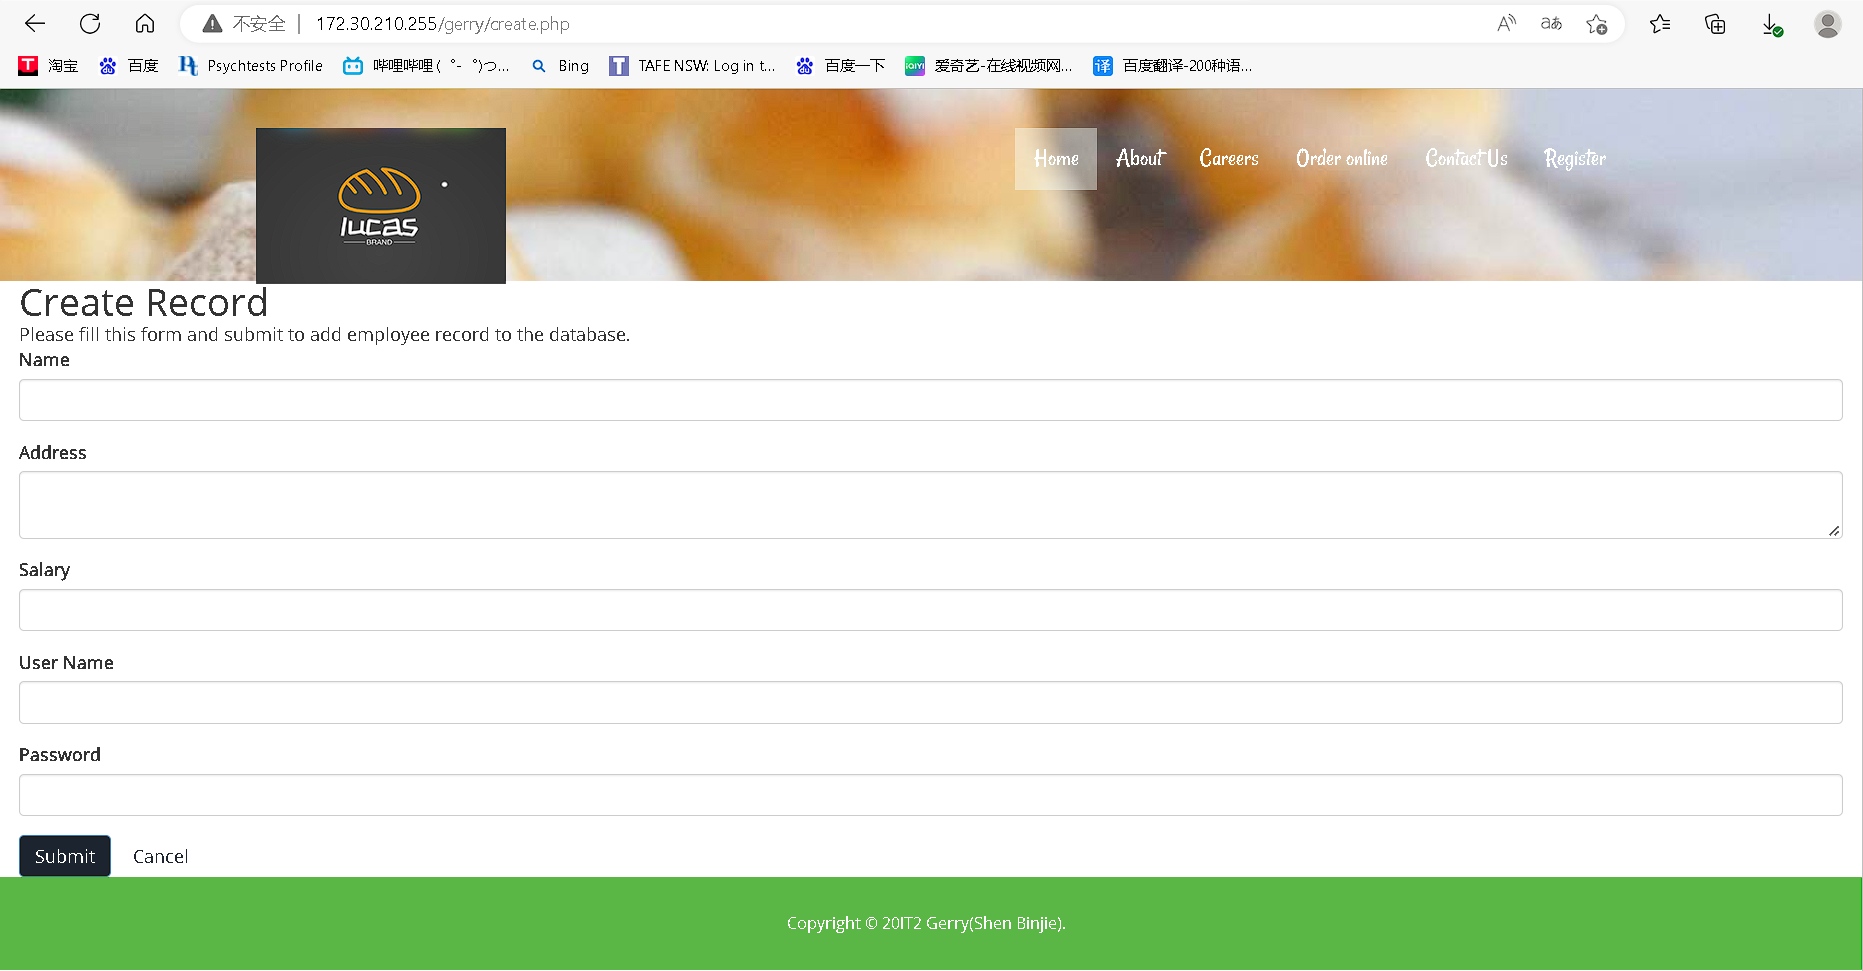 不安全 | 172.30.210.255/gerry/create.php
淘宝 百度 Psychtests Profile 哔哩哔哩 (゜-゜)つ... Bing TAFE NSW: Log in t... 百度一下 爱奇艺-在线视频网... 百度翻译-200种语...
Home About Careers Order online Contact Us Register
lucas
BRAND
Create Record
Please fill this form and submit to add employee record to the database.
Name
Address
Salary
User Name
Password
Submit Cancel
Copyright © 20IT2 Gerry(Shen Binjie).